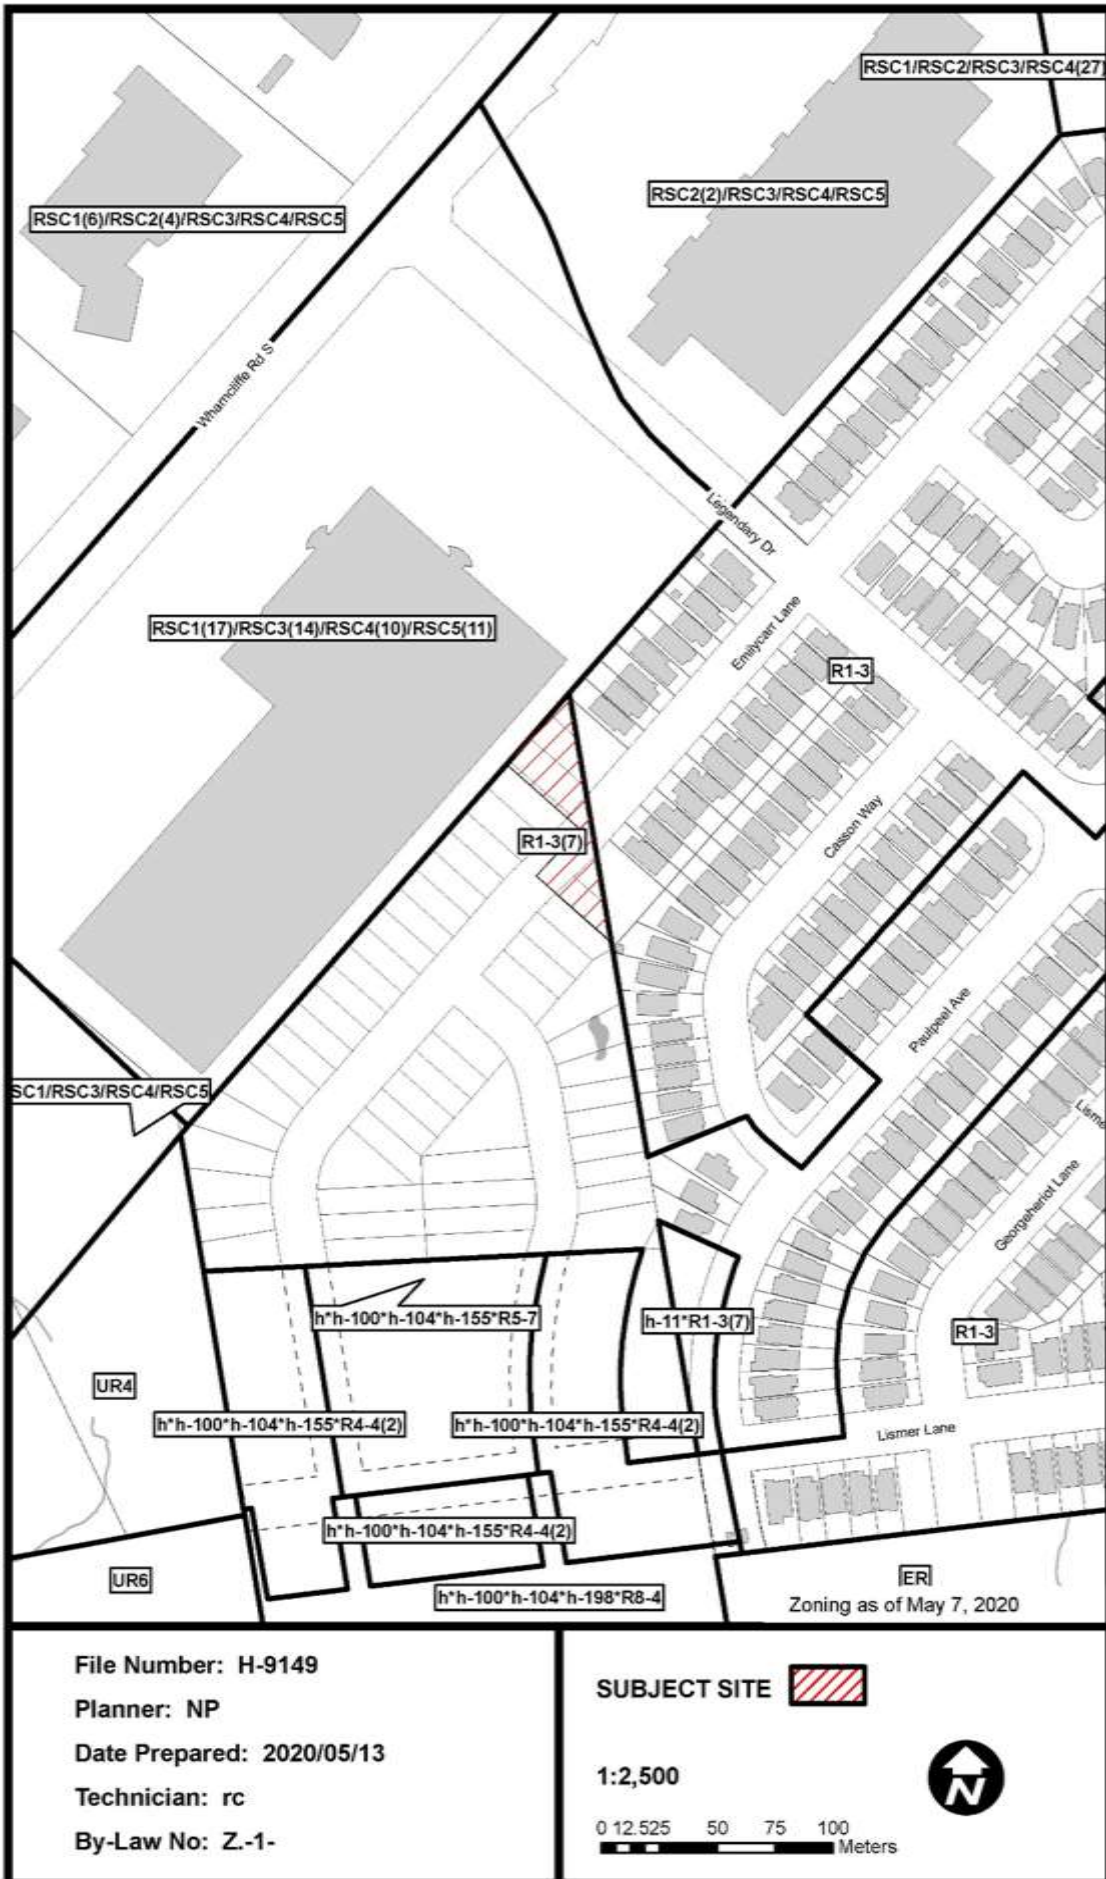 RSC1/RSC2/RSC3/RSC4(27)
RSC2(2)/RSC3/RSC4/RSC5
RSC1(6)/RSC2(4)/RSC3/RSC4/RSC5
Wharncliffe Rd S
Legendary Dr
RSC1(17)/RSC3(14)/RSC4(10)/RSC5(11)
Emilycarr Lane
R1-3
R1-3(7)
Casson Way
Paulpeel Ave
SC1/RSC3/RSC4/RSC5
Lisme
Georgeheriot Lane
h*h-100*h-104*h-155*R5-7
h-11*R1-3(7)
R1-3
UR4
h*h-100*h-104*h-155*R4-4(2)
h*h-100*h-104*h-155*R4-4(2)
Lismer Lane
h*h-100*h-104*h-155*R4-4(2)
UR6
ER
h*h-100*h-104*h-198*R8-4
Zoning as of May 7, 2020
File Number: H-9149
Planner: NP
Date Prepared: 2020/05/13
Technician: rc
By-Law No: Z.-1-
SUBJECT SITE
1:2,500
N
0 12.525 50 75 100
Meters